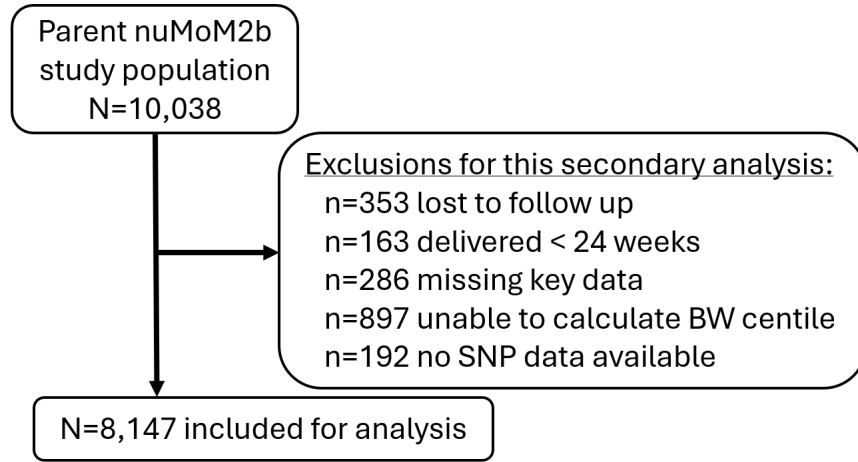 Parent nuMoM2b
study population
N=10,038
Exclusions for this secondary analysis:
n=353 lost to follow up
n=163 delivered < 24 weeks
n=286 missing key data
n=897 unable to calculate BW centile
n=192 no SNP data available
N=8,147 included for analysis